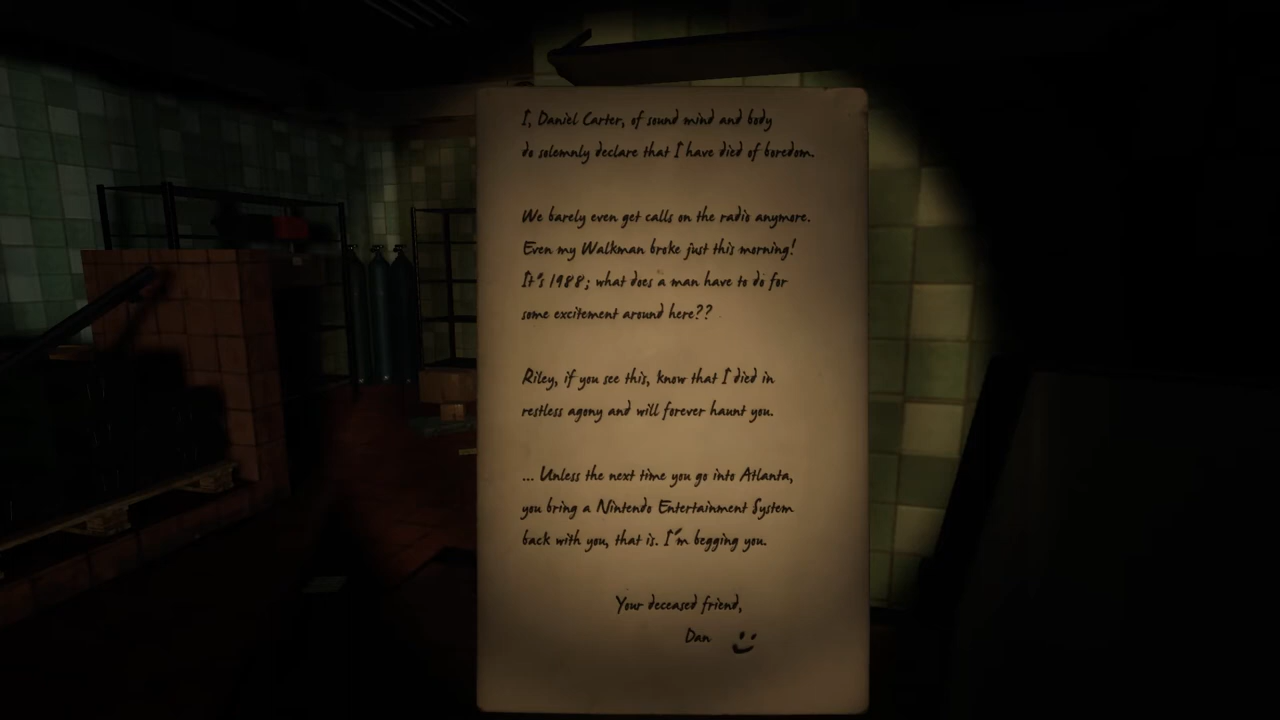 I, Daniel Carter, of sound mind and body
do solemnly declare that I have died of boredom.
We barely even get calls on the radio anymore.
Even my Walkman broke just this morning!
It's 1988; what does a man have to do for
some excitement around here??
Riley, if you see this, know that I died in
restless agony and will forever haunt you.
... Unless the next time you go into Atlanta,
you bring a Nintendo Entertainment System
back with you, that is. I'm begging you.
Your deceased friend,
Dan